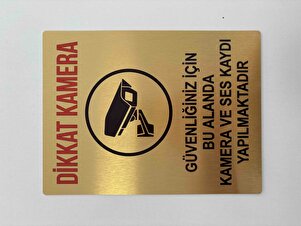 DİKKAT KAMERA
GÜVENLİĞİNİZ İÇİN
BU ALANDA
KAMERA VE SES KAYDI
YAPILMAKTADIR